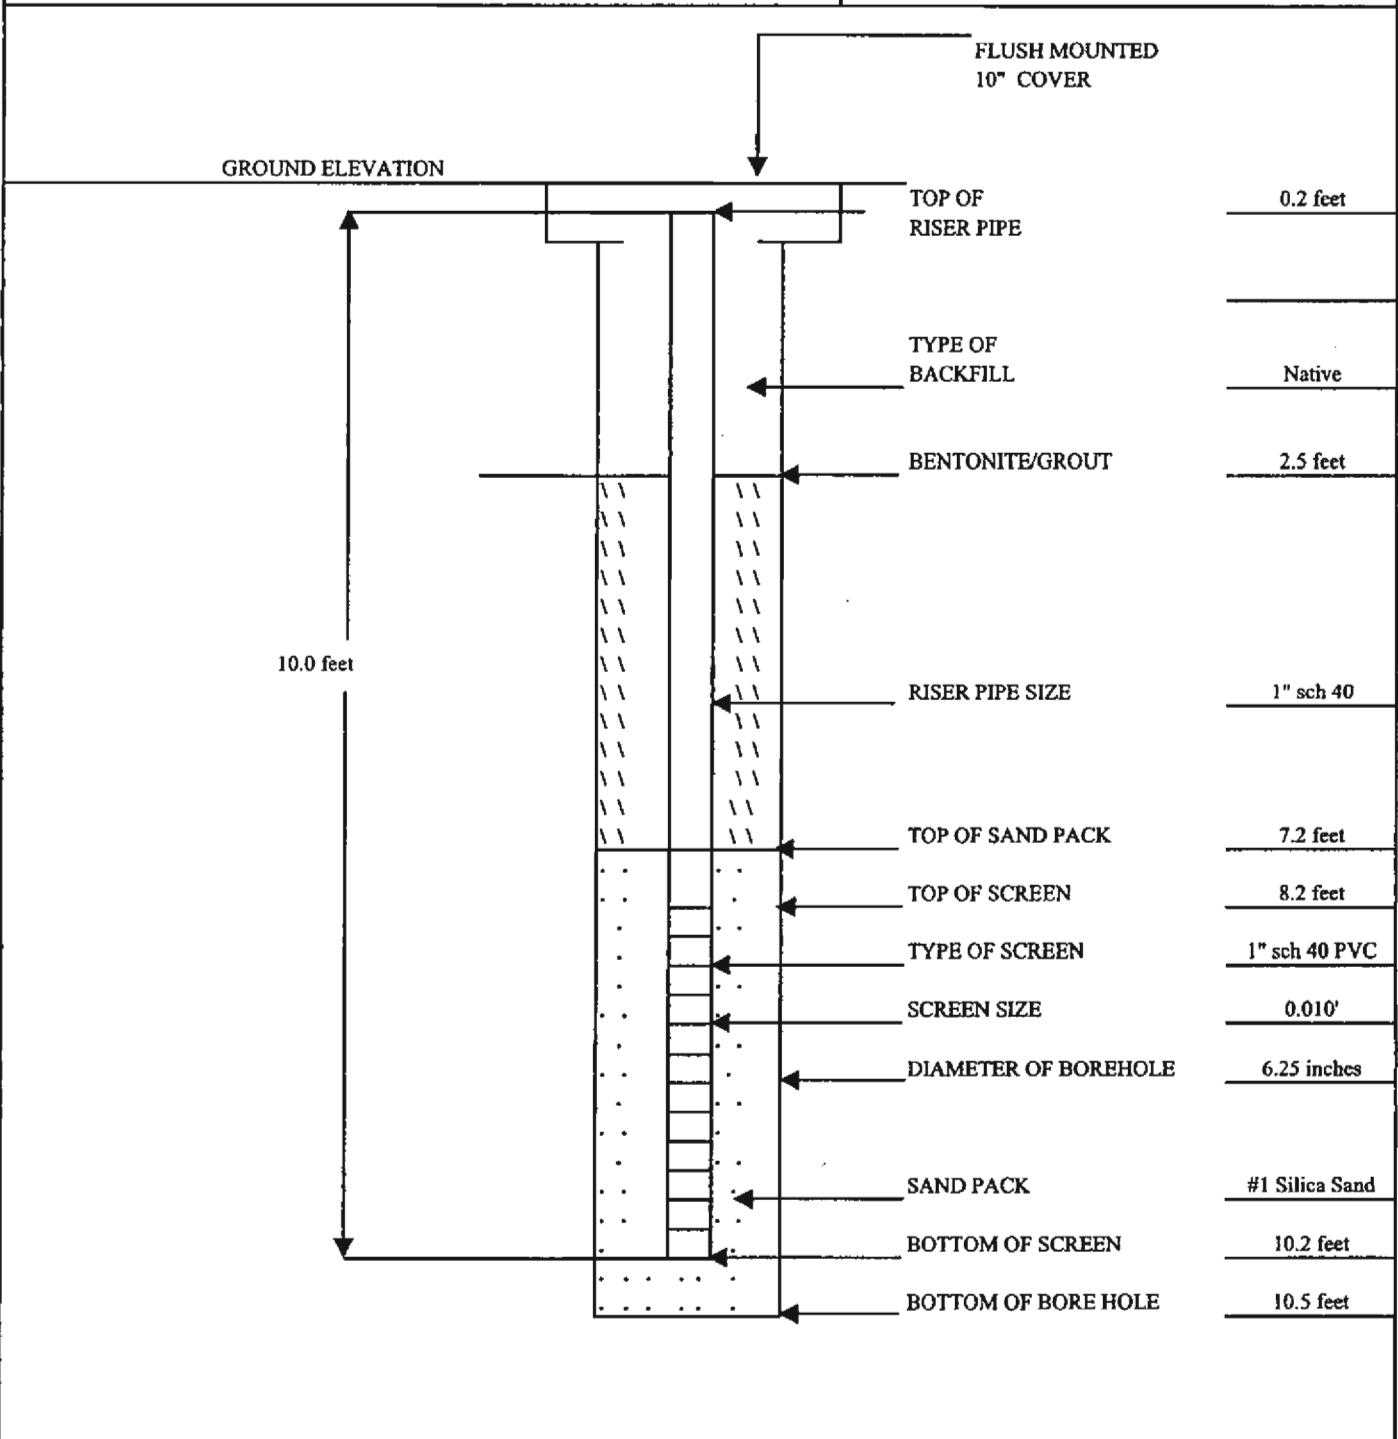 FLUSH MOUNTED
10" COVER
GROUND ELEVATION
TOP OF
RISER PIPE
0.2 feet
TYPE OF
BACKFILL
Native
BENTONITE/GROUT
2.5 feet
10.0 feet
RISER PIPE SIZE
1" sch 40
TOP OF SAND PACK
7.2 feet
TOP OF SCREEN
8.2 feet
TYPE OF SCREEN
1" sch 40 PVC
SCREEN SIZE
0.010'
DIAMETER OF BOREHOLE
6.25 inches
SAND PACK
#1 Silica Sand
BOTTOM OF SCREEN
10.2 feet
BOTTOM OF BORE HOLE
10.5 feet